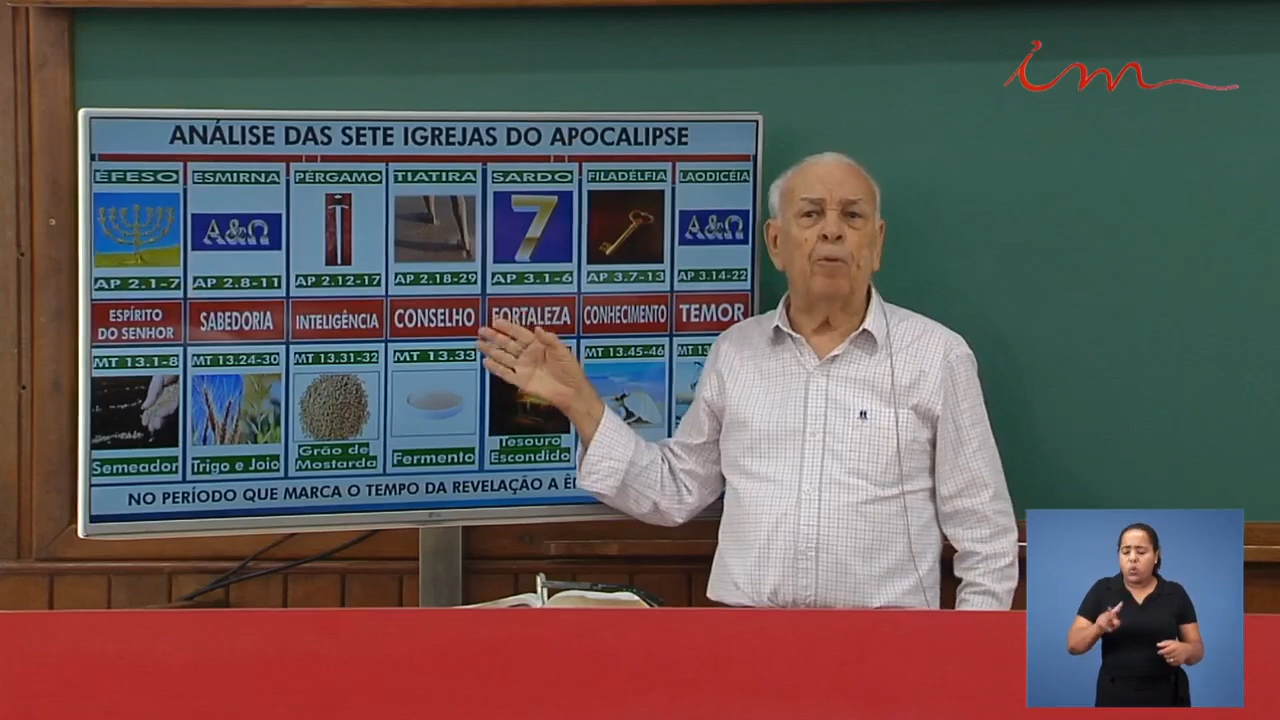 im
ANÁLISE DAS SETE IGREJAS DO APOCALIPSE
ÉFESO ESMIRNA PÉRGAMO TIATIRA SARDO FILADÉLFIA LAODICÉIA
A&Ω 7 A&Ω
AP 2.1-7 AP 2.8-11 AP 2.12-17 AP 2.18-29 AP 3.1-6 AP 3.7-13 AP 3.14-22
ESPÍRITO
DO SENHOR SABEDORIA INTELIGÊNCIA CONSELHO FORTALEZA CONHECIMENTO TEMOR
MT 13.1-8 MT 13.24-30 MT 13.31-32 MT 13.33 MT 13.45-46
Semeador Trigo e Joio Grão de
Mostarda Fermento Tesouro
Escondido
NO PERÍODO QUE MARCA O TEMPO DA REVELAÇÃO A